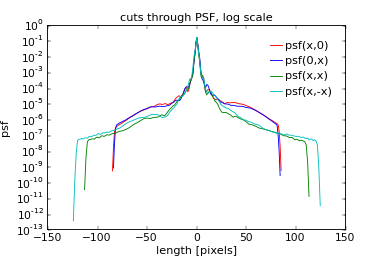 cuts through PSF, log scale
10^0
10^-1
10^-2
10^-3
10^-4
10^-5
10^-6
10^-7
10^-8
10^-9
10^-10
10^-11
10^-12
10^-13
psf
psf(x,0)
psf(0,x)
psf(x,x)
psf(x,-x)
−150 −100 −50 0 50 100 150
length [pixels]